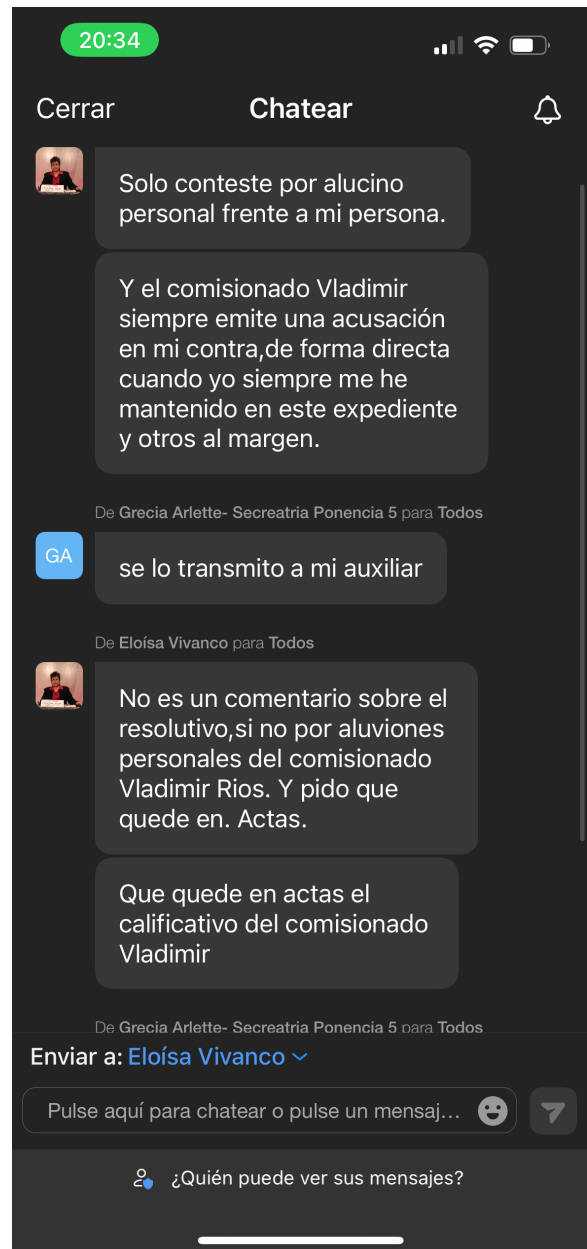 20:34
Cerrar
Chatear
Solo conteste por alucino
personal frente a mi persona.
Y el comisionado Vladimir
siempre emite una acusación
en mi contra,de forma directa
cuando yo siempre me he
mantenido en este expediente
y otros al margen.
De Grecia Arlette- Secreatria Ponencia 5 para Todos
GA
se lo transmito a mi auxiliar
De Eloísa Vivanco para Todos
No es un comentario sobre el
resolutivo,si no por aluviones
personales del comisionado
Vladimir Rios. Y pido que
quede en. Actas.
Que quede en actas el
calificativo del comisionado
Vladimir
De Grecia Arlette- Secreatria Ponencia 5 para Todos
Enviar a: Eloísa Vivanco
Pulse aquí para chatear o pulse un mensaj...
¿Quién puede ver sus mensajes?